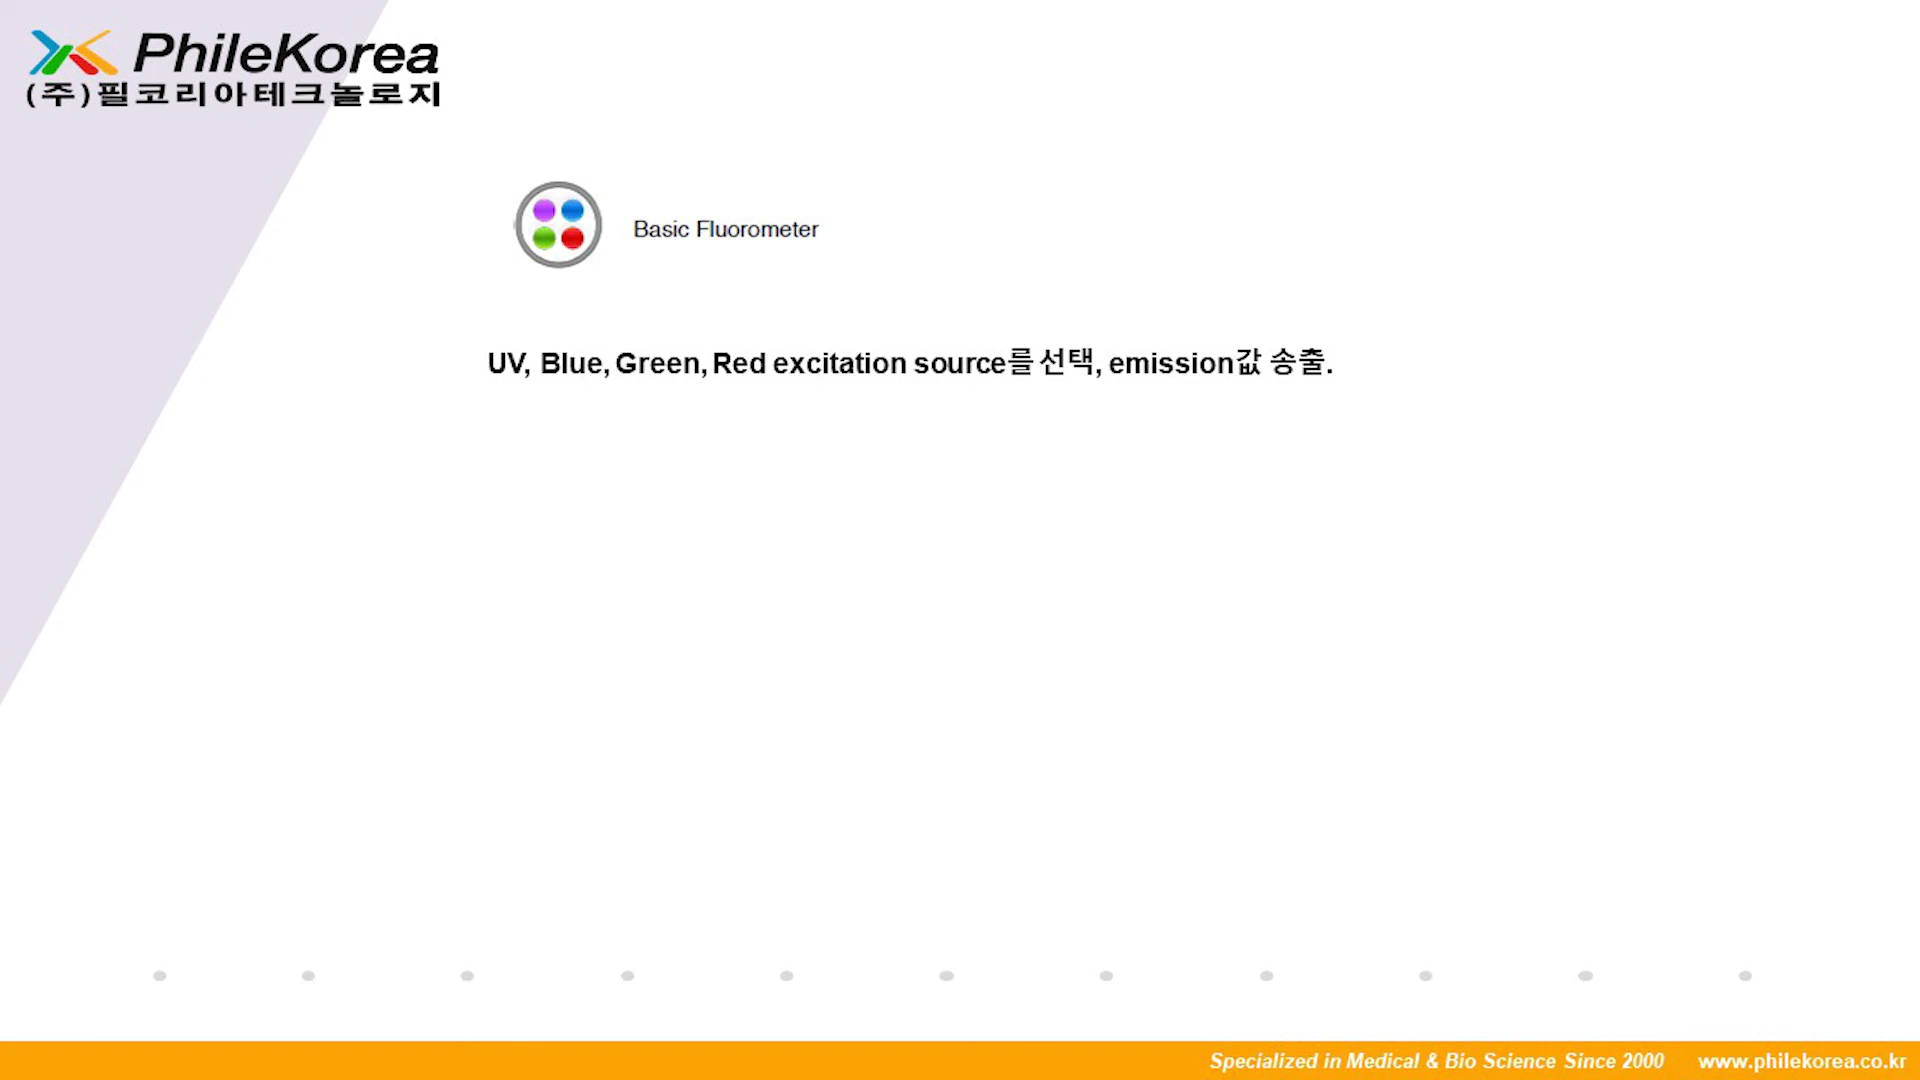 PhileKorea
(주)필코리아테크놀로지
Basic Fluorometer
UV, Blue, Green, Red excitation source를 선택, emission값 송출.
Specialized in Medical & Bio Science Since 2000 www.philekorea.co.kr